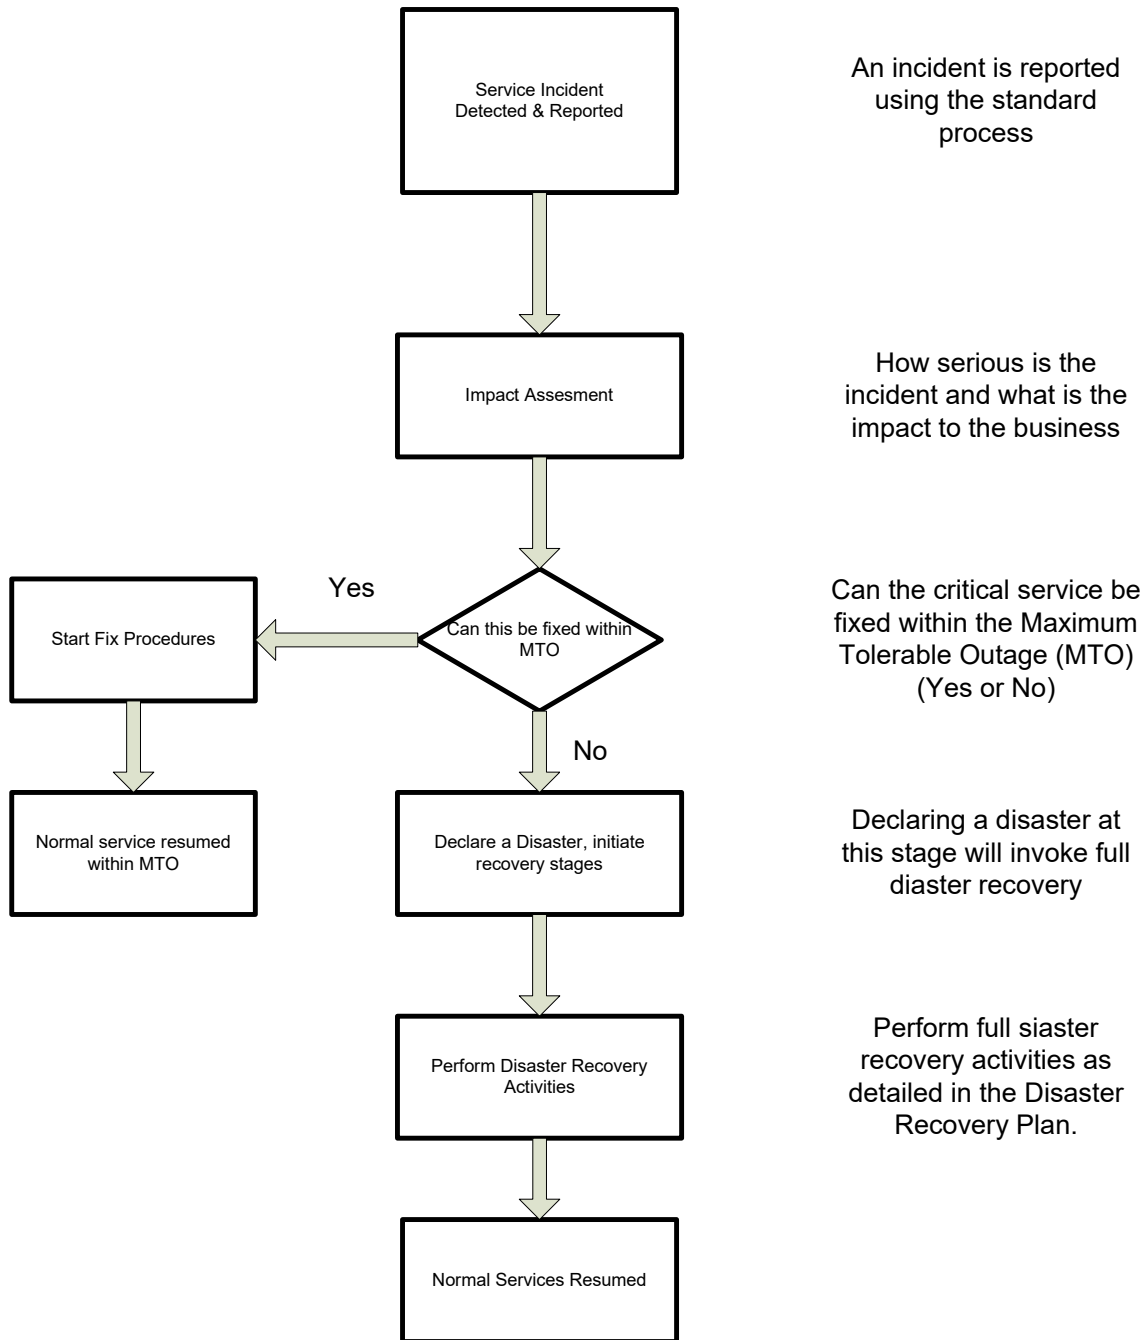 Service Incident
Detected & Reported
An incident is reported
using the standard
process
Impact Assesment
How serious is the
incident and what is the
impact to the business
Yes
Start Fix Procedures
Can this be fixed within
MTO
Can the critical service be
fixed within the Maximum
Tolerable Outage (MTO)
(Yes or No)
No
Normal service resumed
within MTO
Declare a Disaster, initiate
recovery stages
Declaring a disaster at
this stage will invoke full
diaster recovery
Perform Disaster Recovery
Activities
Perform full siaster
recovery activities as
detailed in the Disaster
Recovery Plan.
Normal Services Resumed